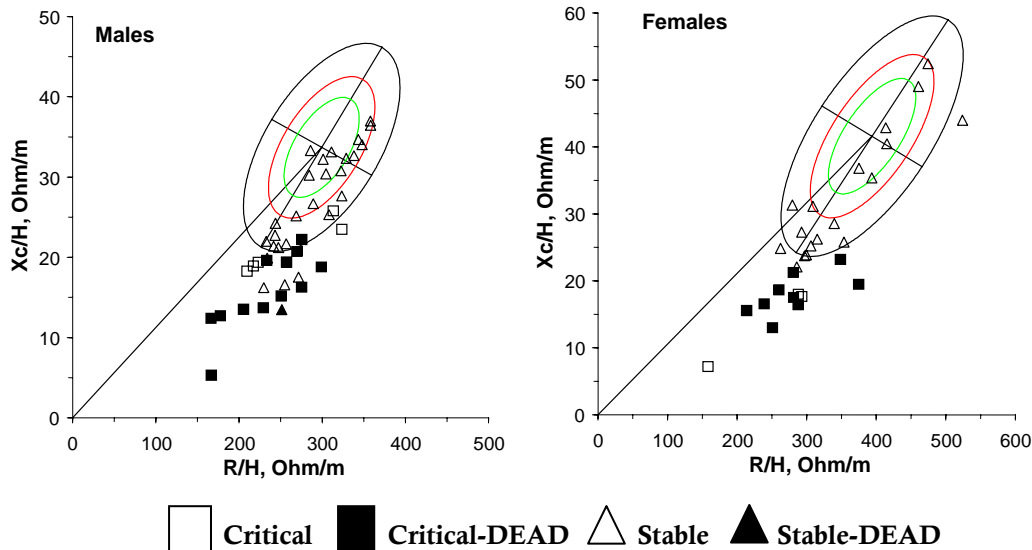 Males
Xc/H, Ohm/m
50
40
30
20
10
0
0 100 200 300 400 500
R/H, Ohm/m
Females
Xc/H, Ohm/m
60
50
40
30
20
10
0
0 100 200 300 400 500 600
R/H, Ohm/m
Critical Critical-DEAD Stable Stable-DEAD